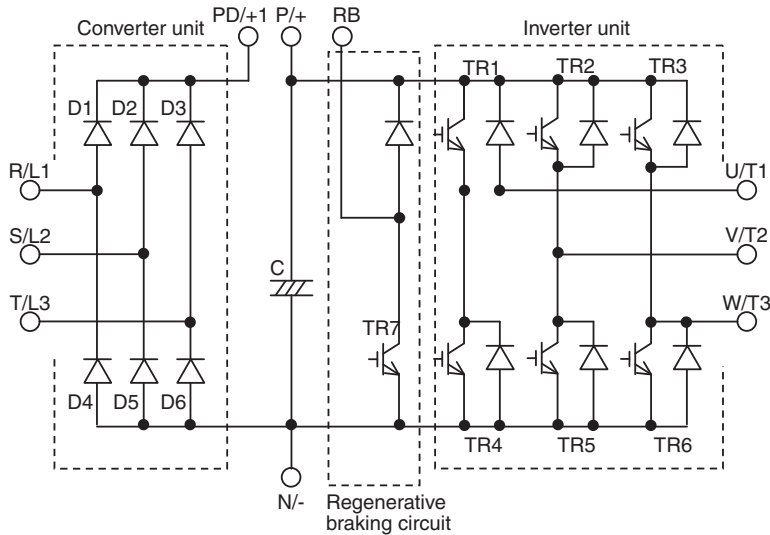 Converter unit
PD/+1
P/+
RB
Inverter unit
TR1
TR2
TR3
D1
D2
D3
R/L1
U/T1
S/L2
V/T2
C
T/L3
W/T3
TR7
D4
D5
D6
TR4
TR5
TR6
N/-
Regenerative
braking circuit